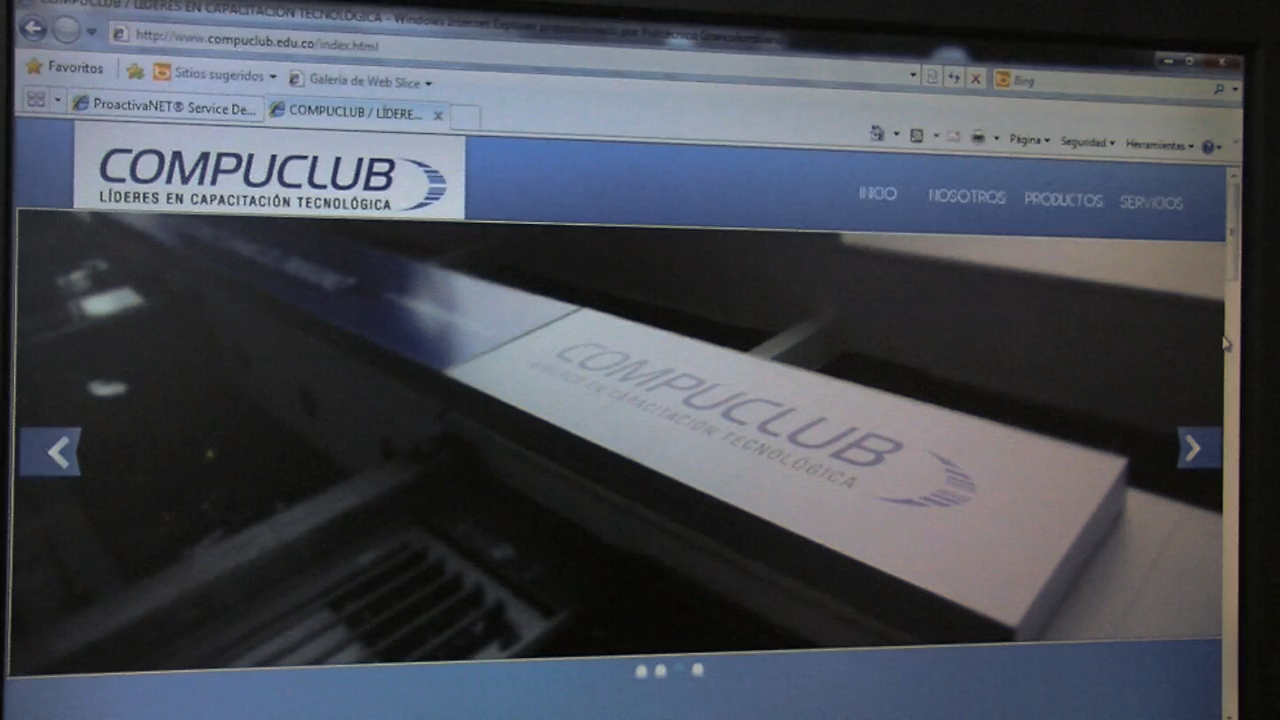 COMPUCLUB / LÍDERES EN CAPACITACIÓN TECNOLÓGICA - Windows Internet Explorer
http://www.compuclub.edu.co/index.html
Favoritos
Sitios sugeridos
Galería de Web Slice
Bing
ProactivaNET® Service De...
COMPUCLUB / LÍDERE...
Página
Seguridad
Herramientas
COMPUCLUB
LÍDERES EN CAPACITACIÓN TECNOLÓGICA
INICIO NOSOTROS PRODUCTOS SERVICIOS
COMPUCLUB
LÍDERES EN CAPACITACIÓN TECNOLÓGICA